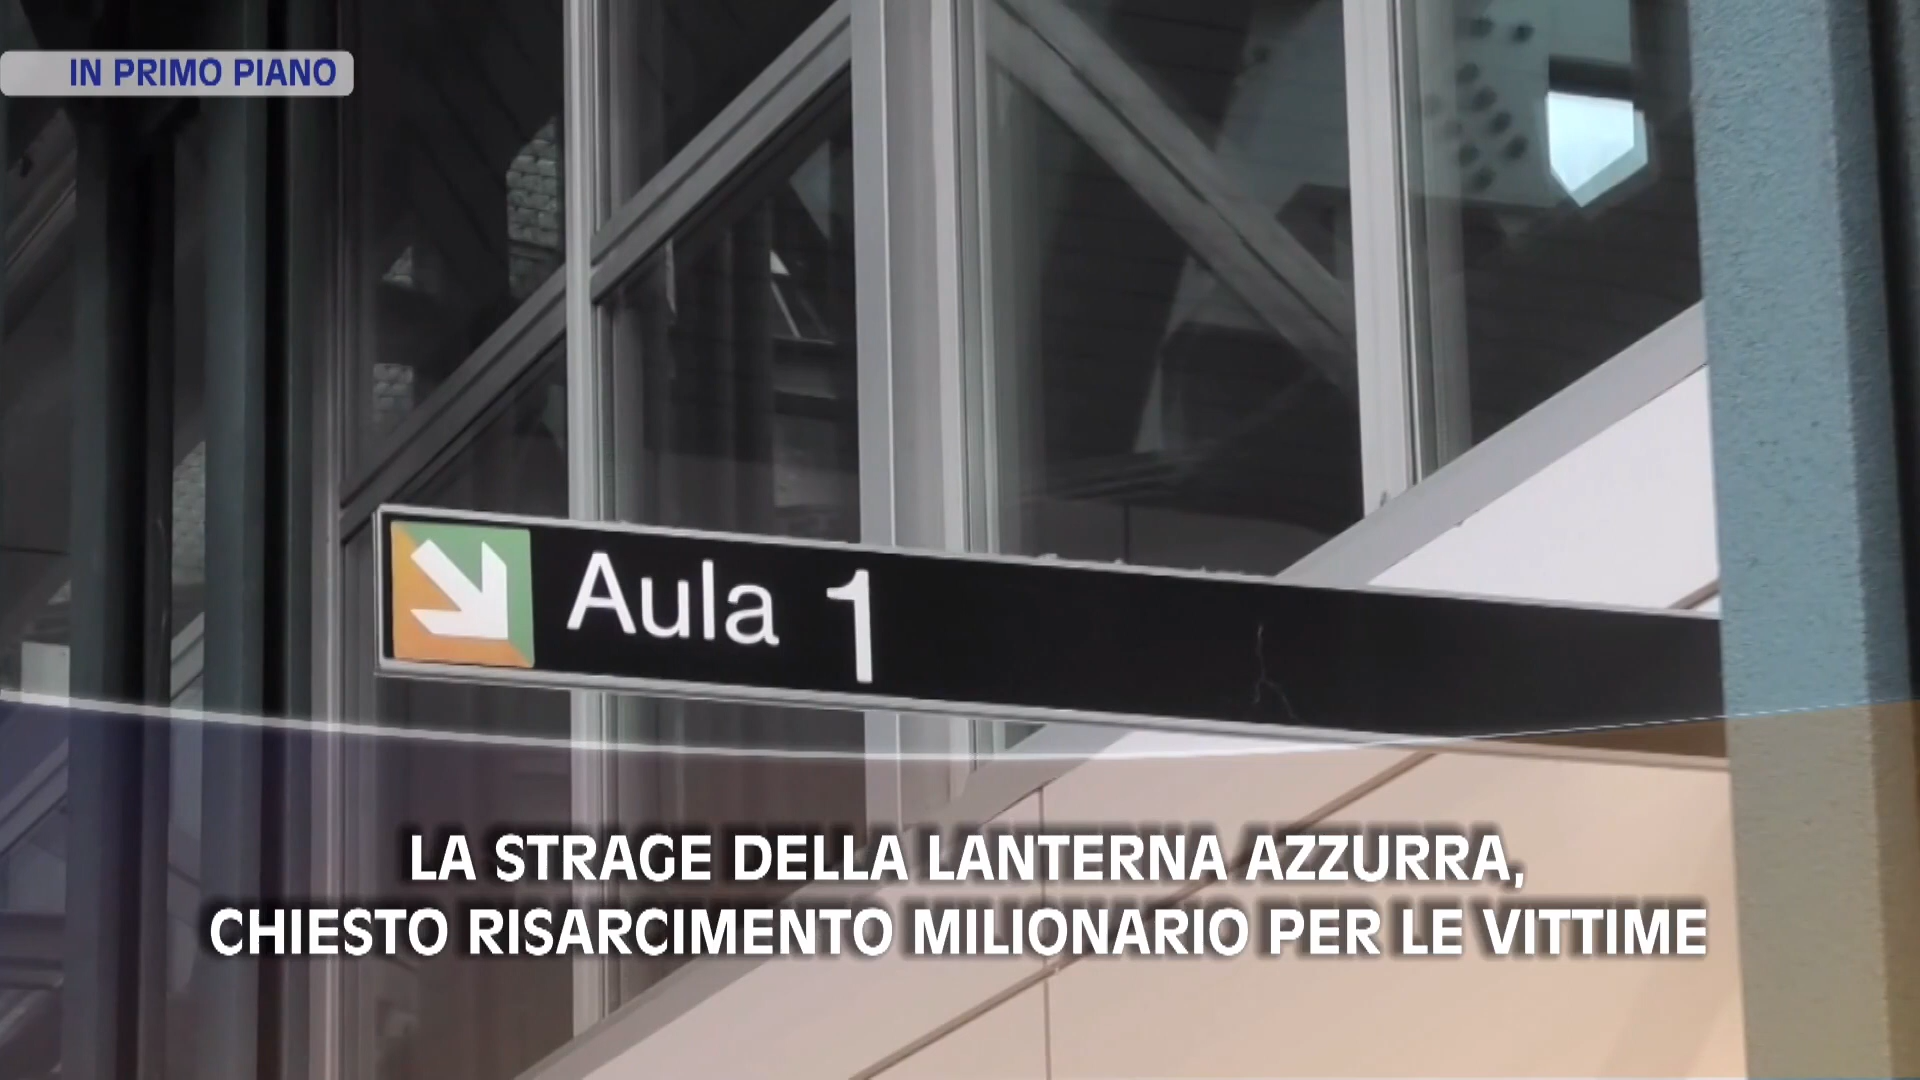 IN PRIMO PIANO
Aula 1
LA STRAGE DELLA LANTERNA AZZURRA,
CHIESTO RISARCIMENTO MILIONARIO PER LE VITTIME